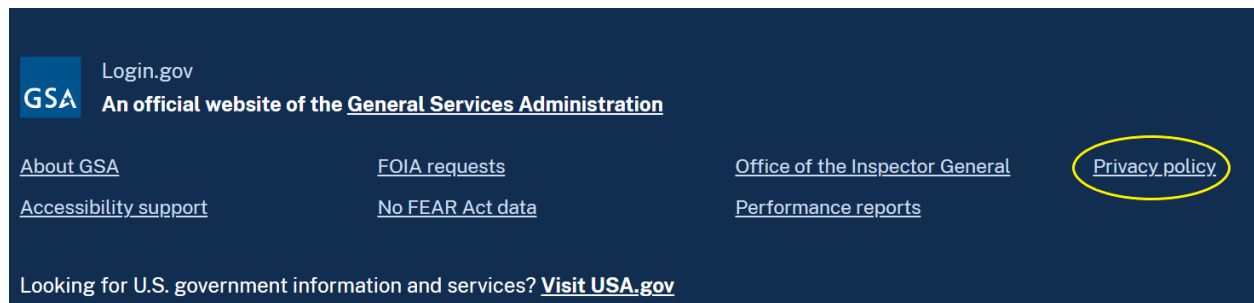 Login.gov
GSA An official website of the General Services Administration
About GSA FOIA requests Office of the Inspector General Privacy policy
Accessibility support No FEAR Act data Performance reports
Looking for U.S. government information and services? Visit USA.gov